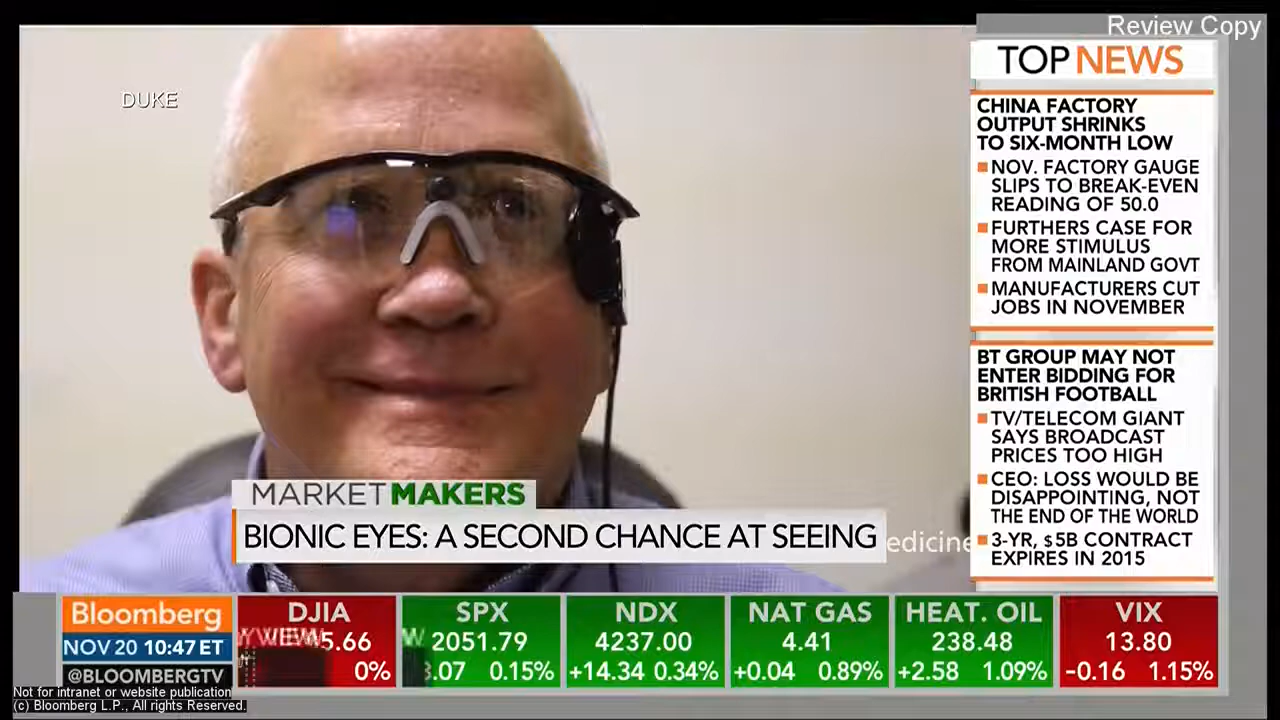 Review Copy
DUKE
TOP NEWS
CHINA FACTORY
OUTPUT SHRINKS
TO SIX-MONTH LOW
NOV. FACTORY GAUGE
SLIPS TO BREAK-EVEN
READING OF 50.0
FURTHERS CASE FOR
MORE STIMULUS
FROM MAINLAND GOVT
MANUFACTURERS CUT
JOBS IN NOVEMBER
BT GROUP MAY NOT
ENTER BIDDING FOR
BRITISH FOOTBALL
TV/TELECOM GIANT
SAYS BROADCAST
PRICES TOO HIGH
CEO: LOSS WOULD BE
DISAPPOINTING, NOT
THE END OF THE WORLD
3-YR, $5B CONTRACT
EXPIRES IN 2015
MARKET MAKERS
BIONIC EYES: A SECOND CHANCE AT SEEING
edicine
Bloomberg
NOV 20 10:47 ET
@BLOOMBERGTV
DJIA
5.66
0%
SPX
2051.79
3.07 0.15%
NDX
4237.00
+14.34 0.34%
NAT GAS
4.41
+0.04 0.89%
HEAT. OIL
238.48
+2.58 1.09%
VIX
13.80
-0.16 1.15%
Not for intranet or website publication
(c) Bloomberg L.P., All rights Reserved.